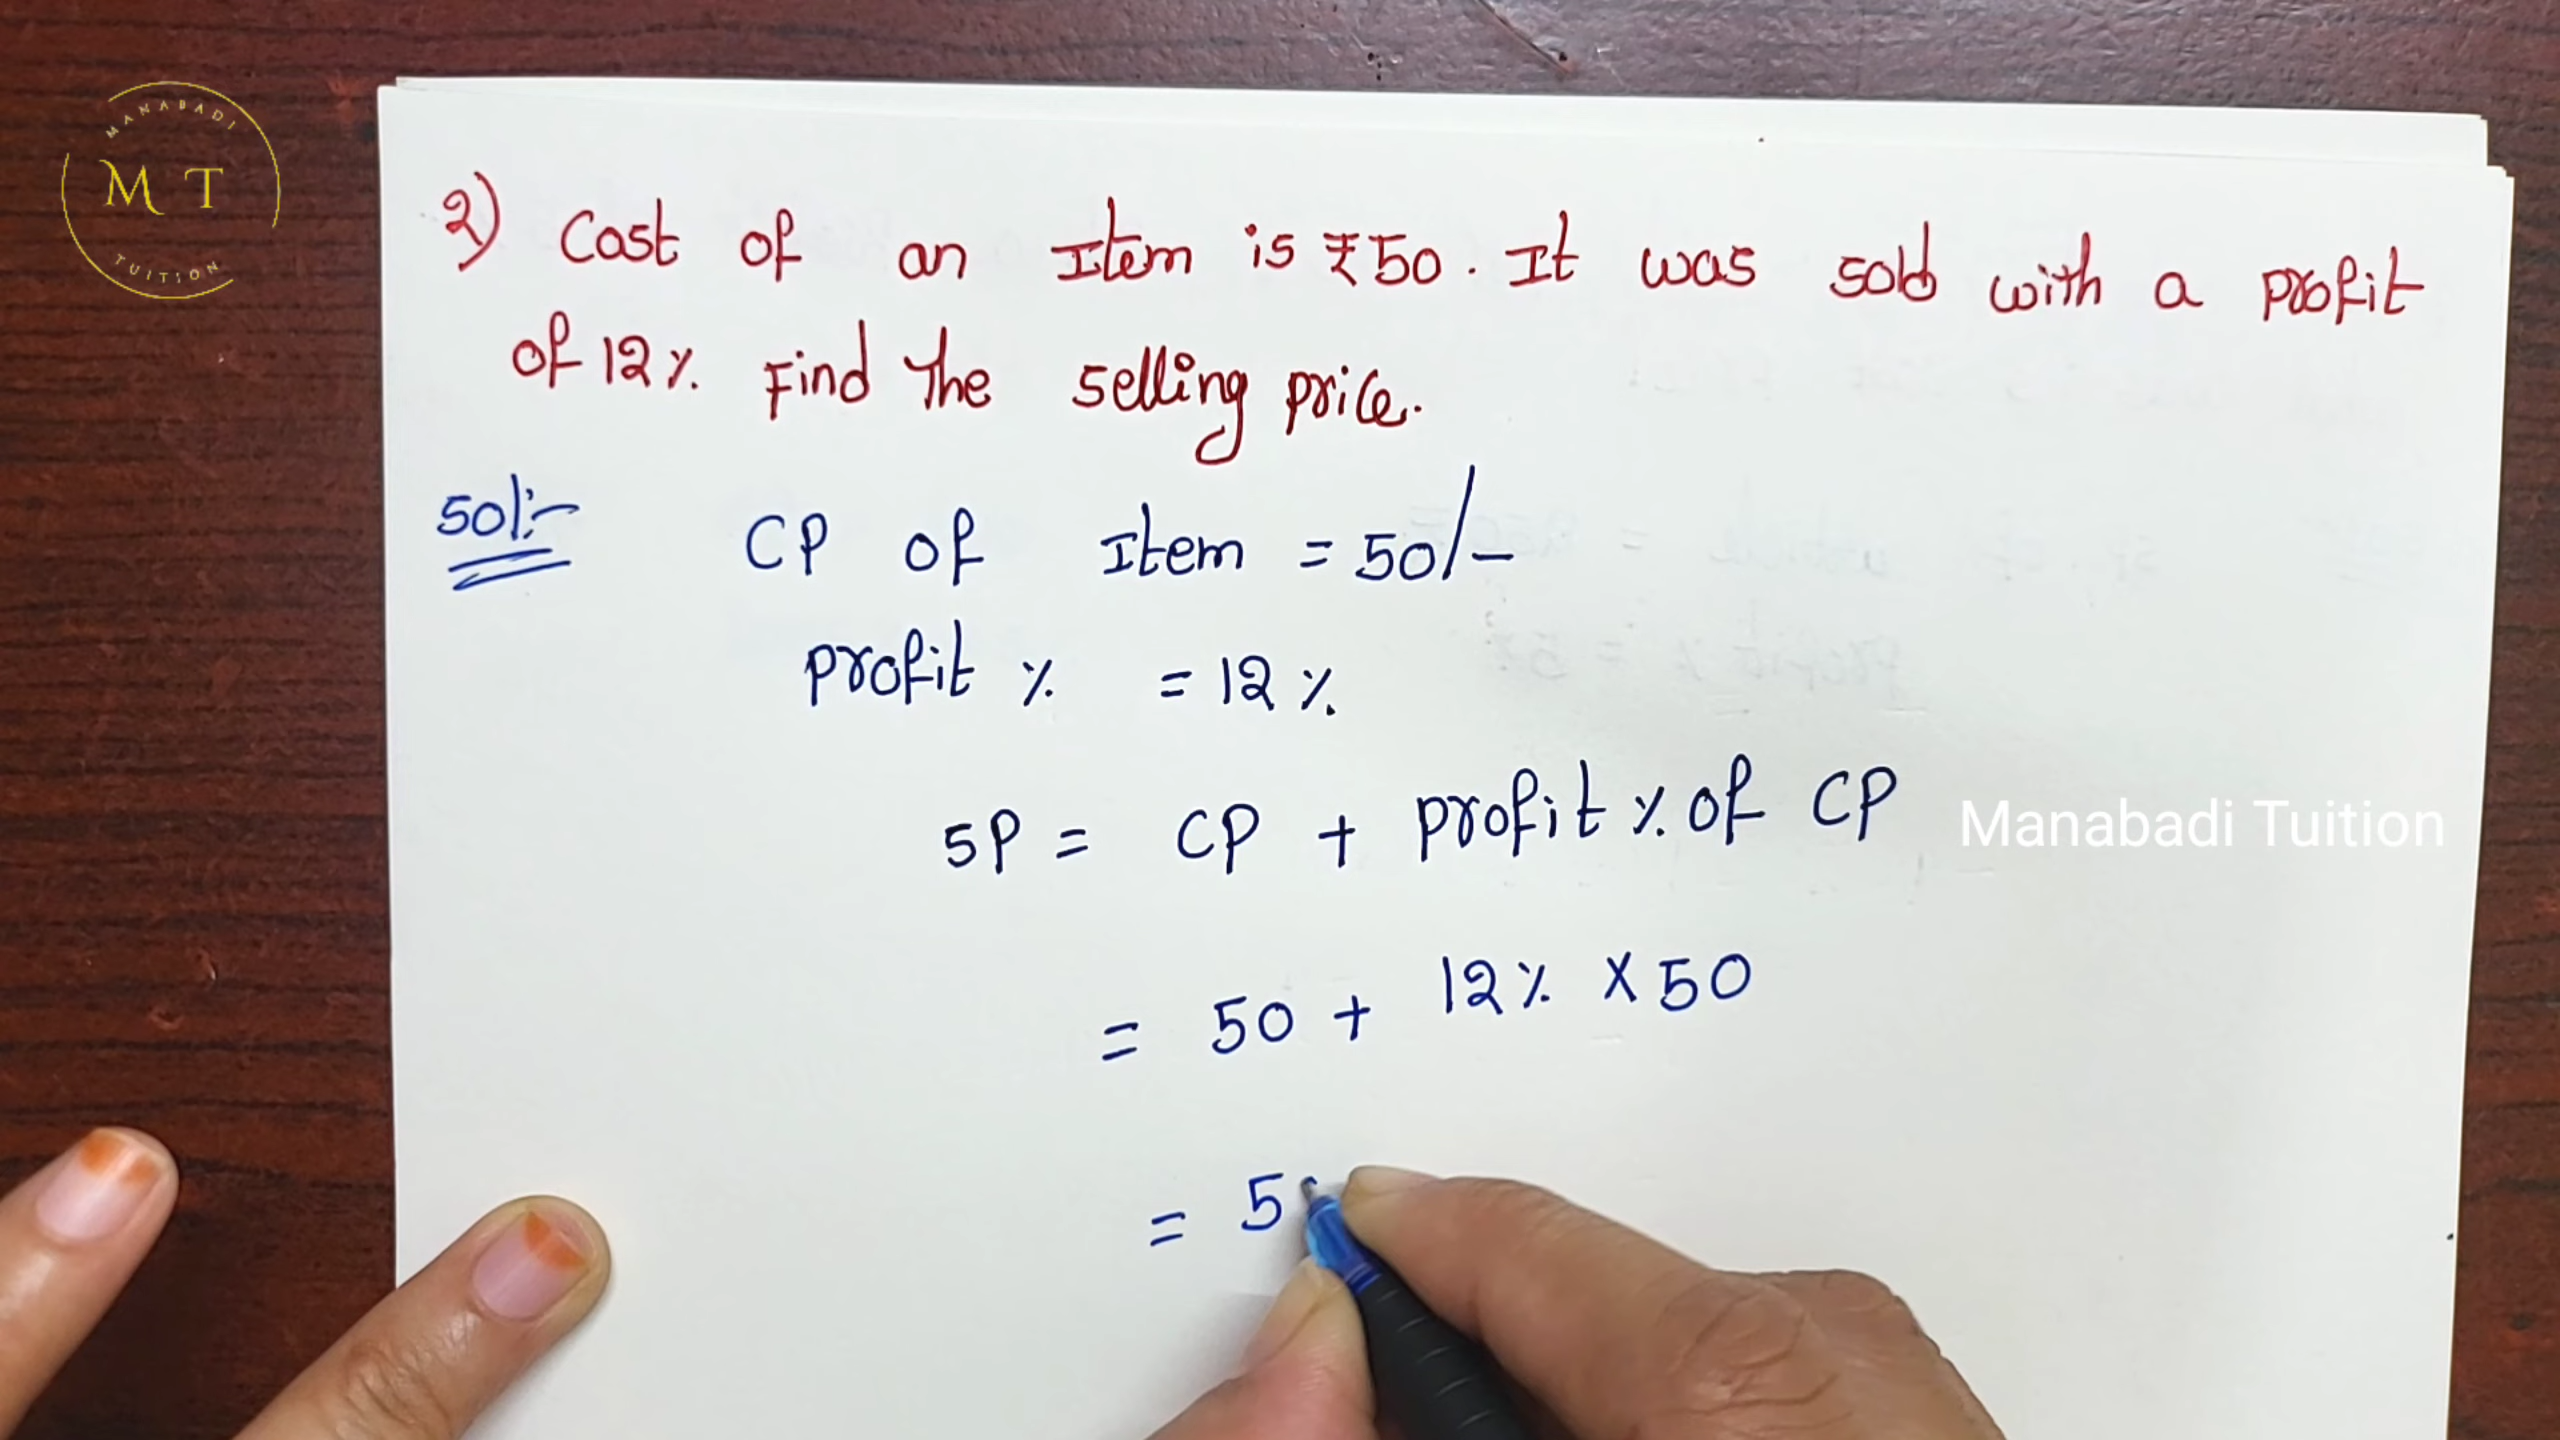 MANABADI
M T
TUITION
2) Cost of an Item is ₹50. It was sold with a profit
of 12%. Find The selling price.
Sol:-
CP of Item = 50/-
profit % = 12%.
SP = CP + profit % of CP
Manabadi Tuition
= 50 + 12% × 50
= 5